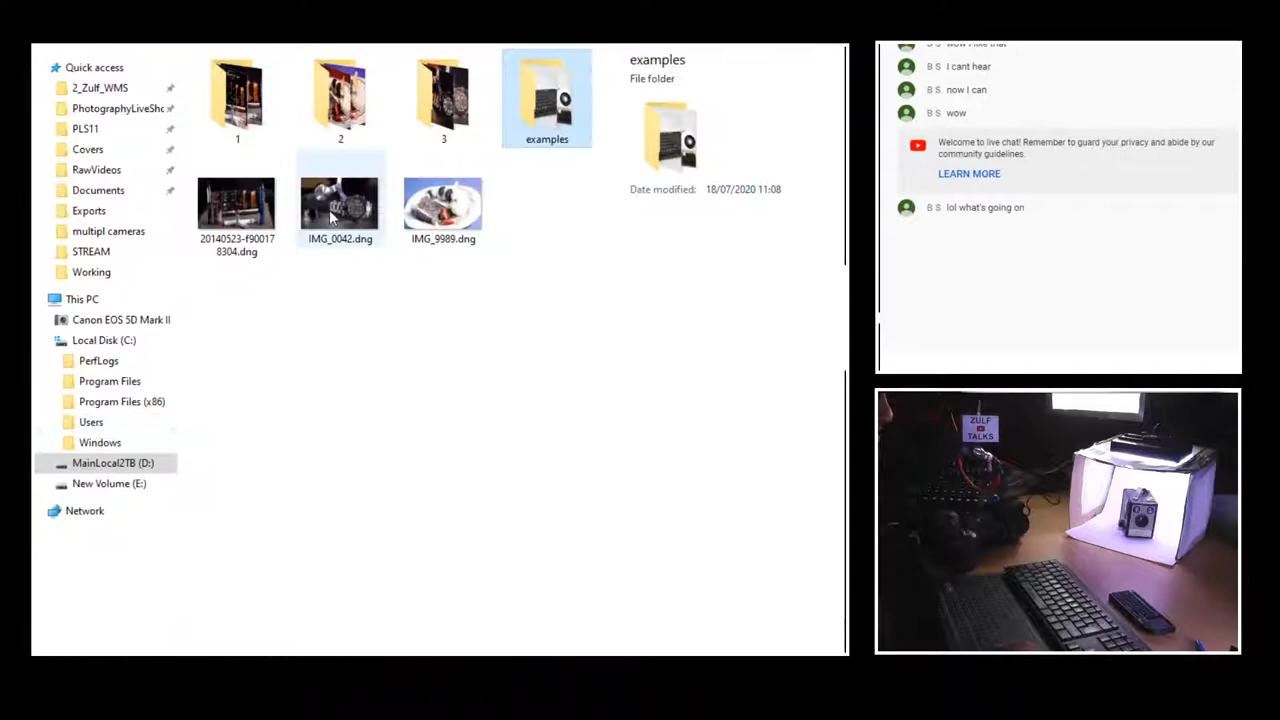 Quick access
2_Zulf_WMS
PhotographyLiveSho
PLS11
Covers
RawVideos
Documents
Exports
multipl cameras
STREAM
Working
This PC
Canon EOS 5D Mark II
Local Disk (C:)
PerfLogs
Program Files
Program Files (x86)
Users
Windows
MainLocal2TB (D:)
New Volume (E:)
Network
1
2
3
examples
20140523-f90017
8304.dng
IMG_0042.dng
IMG_9989.dng
examples
File folder
Date modified: 18/07/2020 11:08
B S wow I like that
B S I cant hear
B S now I can
B S wow
Welcome to live chat! Remember to guard your privacy and abide by our
community guidelines.
LEARN MORE
B S lol what's going on
ZULF
TALKS